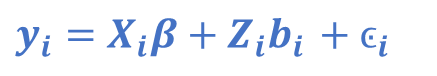 yᵢ = Xᵢβ + Zᵢbᵢ + ϵᵢ